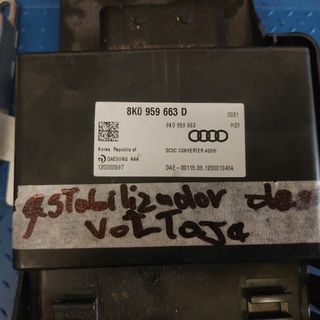 8K0 959 663 D
0021
8K0 959 663
H23
Korea. Republic of
DAESUNG AAA
DCDC CONVERTER 400W
120000597
DAE-00115.08.120001048A
estabilizador de
voltaje